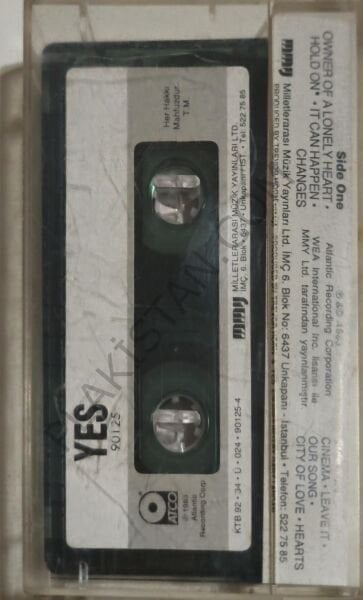 Side One
OWNER OF A LONELY HEART •
HOLD ON* • IT CAN HAPPEN •
CHANGES
Atlantic Recording Corporation
WEA International Inc. lisansı ile
MMY Ltd. tarafından yayınlanmıştır
CINEMA • LEAVE IT •
OUR SONG •
CITY OF LOVE • HEARTS
mmy Milletlerarası Müzik Yayınları Ltd. İMÇ 6. Blok No: 6437 Unkapanı - İstanbul • Telefon: 522 75 85
YES
90125
Her Hakkı
Mahfuzdur.
T.M.
ATCO
℗ 1983
Atlantic
Recording Corp.
mmy MİLLETLERARASI MÜZİK YAYINLARI LTD.
İMÇ. 6. Blok • 6437 • Unkapanı-İST • Tel: 522 75 85
KTB • 92 • 34 • Ü • 024 • 90125-4